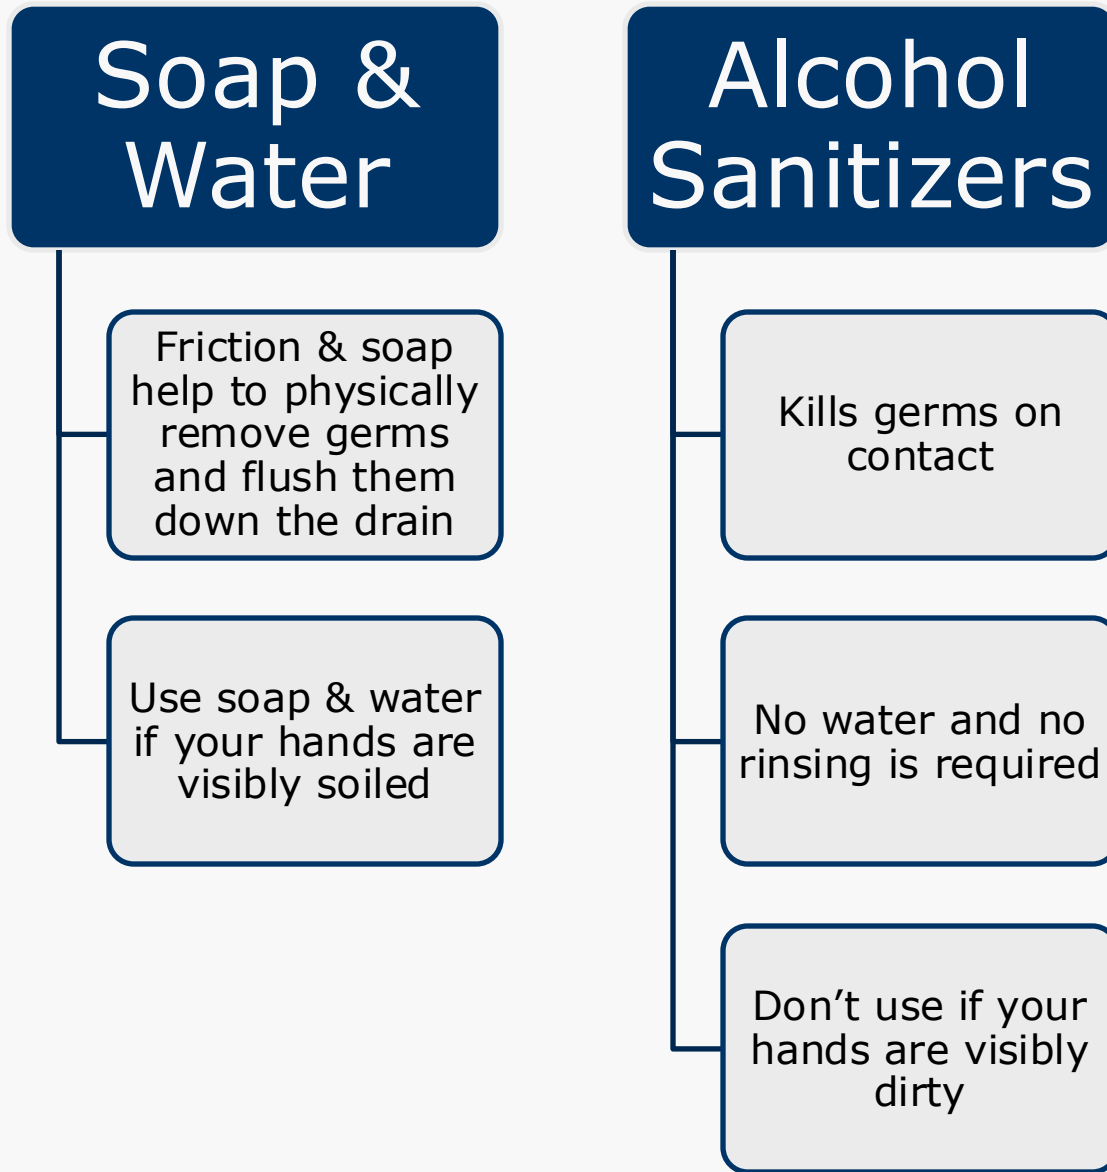 Soap &
Water
Friction & soap
help to physically
remove germs
and flush them
down the drain
Use soap & water
if your hands are
visibly soiled
Alcohol
Sanitizers
Kills germs on
contact
No water and no
rinsing is required
Don’t use if your
hands are visibly
dirty